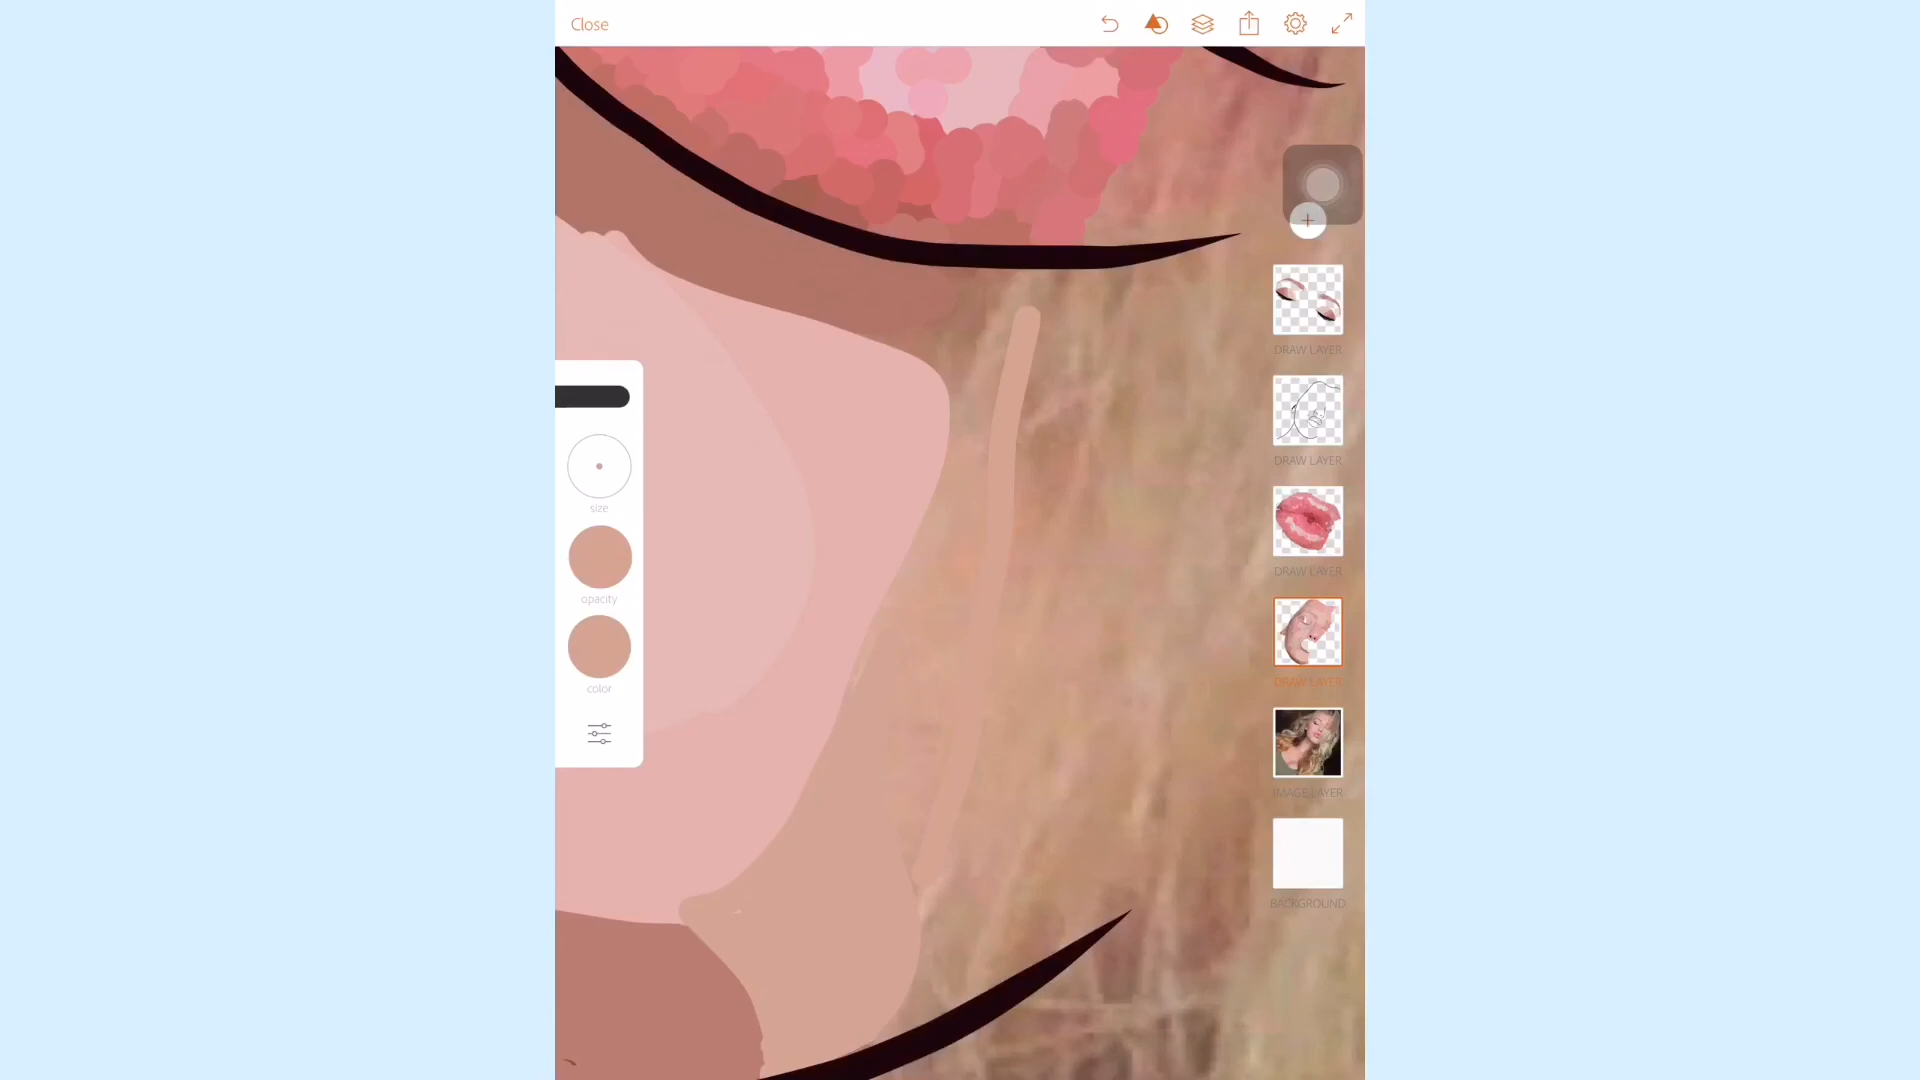 Close
size
opacity
color
DRAW LAYER
DRAW LAYER
DRAW LAYER
DRAW LAYER
IMAGE LAYER
BACKGROUND